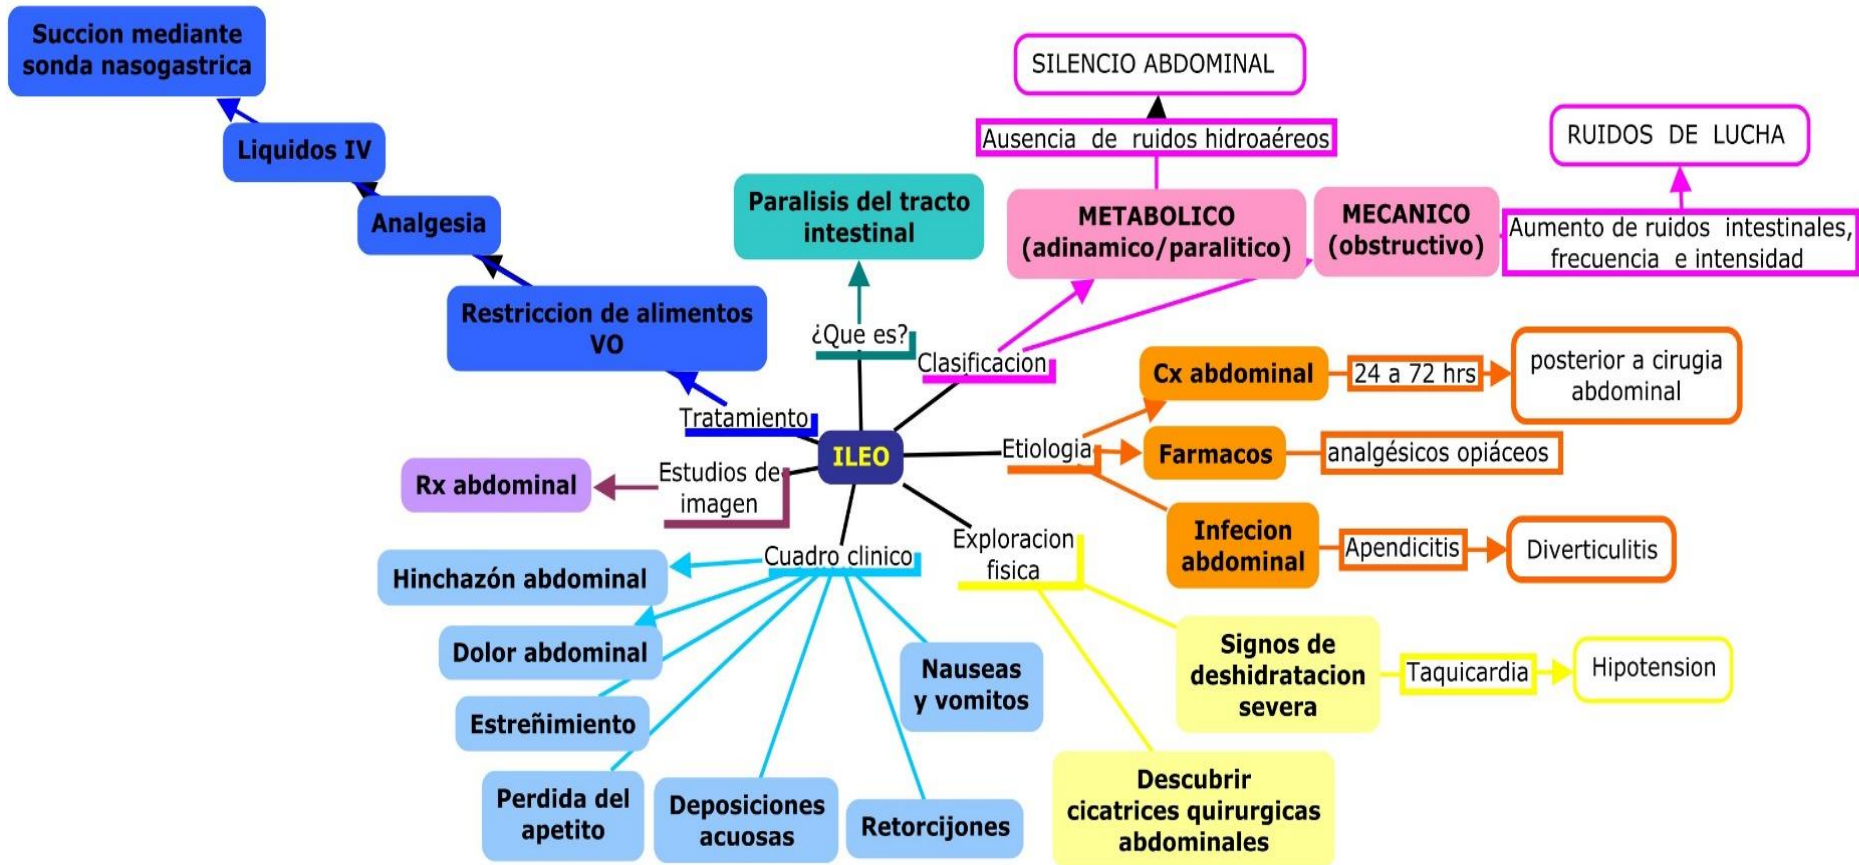 Succion mediante
sonda nasogastrica
Liquidos IV
Analgesia
Restriccion de alimentos
VO
Tratamiento
Paralisis del tracto
intestinal
¿Que es?
SILENCIO ABDOMINAL
Ausencia de ruidos hidroaéreos
METABOLICO
(adinamico/paralitico)
RUIDOS DE LUCHA
Aumento de ruidos intestinales,
frecuencia e intensidad
MECANICO
(obstructivo)
Clasificacion
ILEO
Etiologia
Cx abdominal
24 a 72 hrs
posterior a cirugia
abdominal
Farmacos
analgésicos opiáceos
Infecion
abdominal
Apendicitis
Diverticulitis
Estudios de
imagen
Rx abdominal
Cuadro clinico
Hinchazón abdominal
Dolor abdominal
Estreñimiento
Perdida del
apetito
Deposiciones
acuosas
Retorcijones
Nauseas
y vomitos
Exploracion
fisica
Signos de
deshidratacion
severa
Taquicardia
Hipotension
Descubrir
cicatrices quirurgicas
abdominales